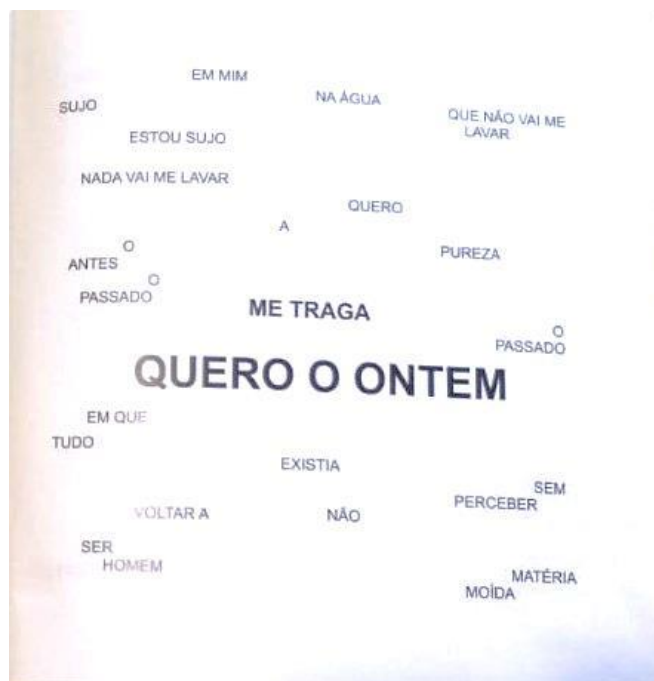 EM MIM
NA ÁGUA
SUJO
QUE NÃO VAI ME
LAVAR
ESTOU SUJO
NADA VAI ME LAVAR
QUERO
A
O
PUREZA
ANTES
O
PASSADO
ME TRAGA
O
PASSADO
QUERO O ONTEM
EM QUE
TUDO
EXISTIA
SEM
PERCEBER
VOLTAR A
NÃO
SER
HOMEM
MATÉRIA
MOÍDA